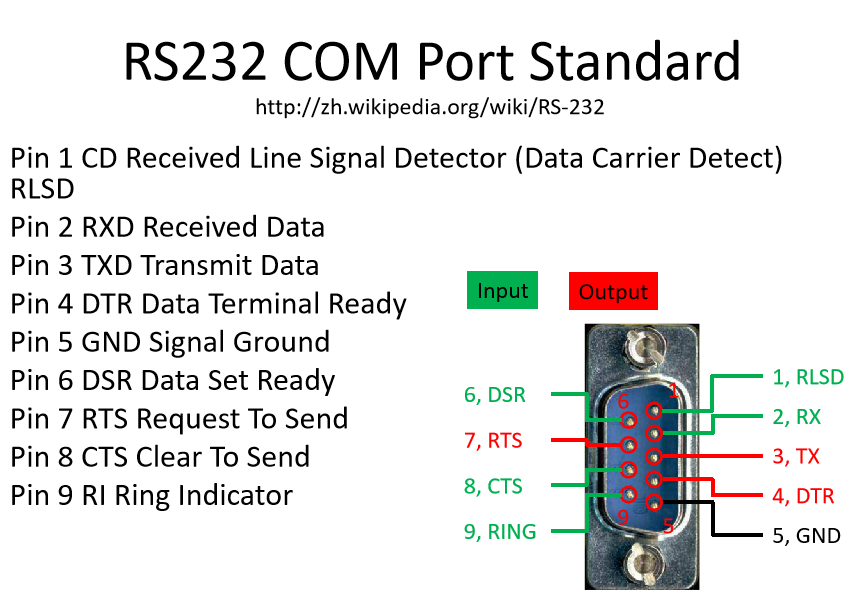 RS232 COM Port Standard
http://zh.wikipedia.org/wiki/RS-232
Pin 1 CD Received Line Signal Detector (Data Carrier Detect)
RLSD
Pin 2 RXD Received Data
Pin 3 TXD Transmit Data
Pin 4 DTR Data Terminal Ready
Pin 5 GND Signal Ground
Pin 6 DSR Data Set Ready
Pin 7 RTS Request To Send
Pin 8 CTS Clear To Send
Pin 9 RI Ring Indicator
Input
Output
6, DSR
7, RTS
8, CTS
9, RING
6
1
9
5
1, RLSD
2, RX
3, TX
4, DTR
5, GND